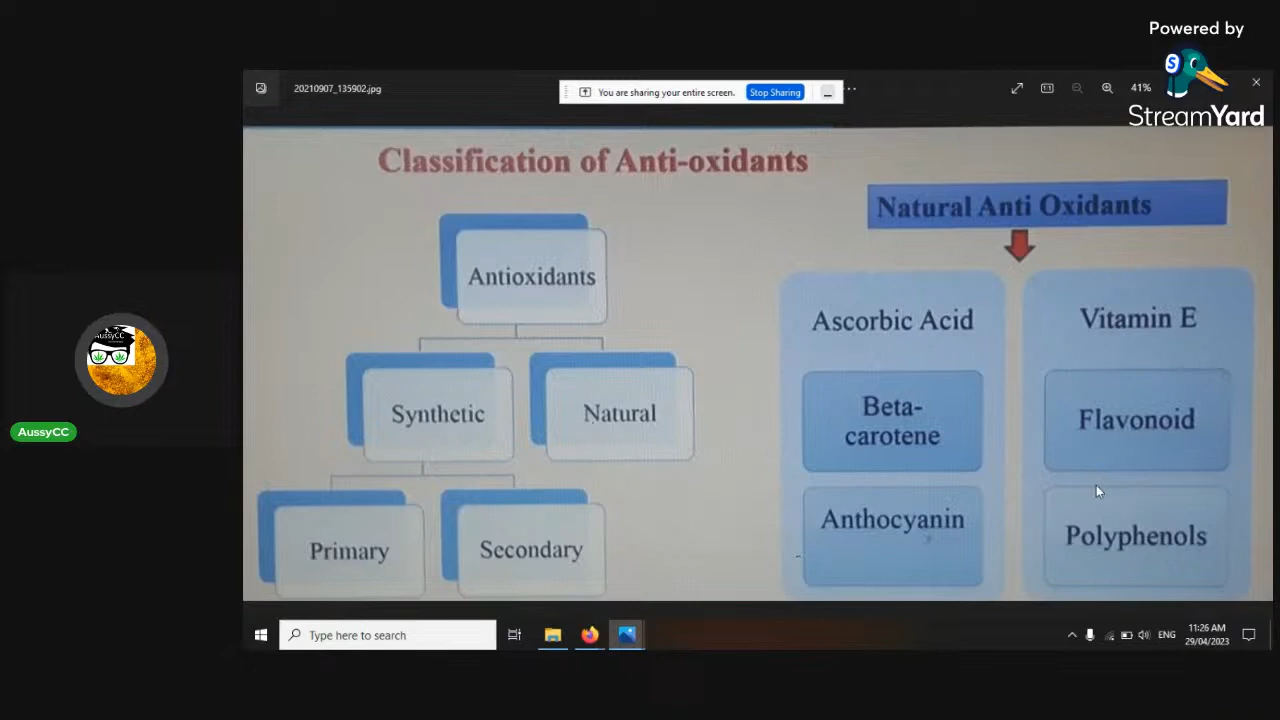 Powered by
StreamYard
20210907_135902.jpg
You are sharing your entire screen.
Stop Sharing
41%
Classification of Anti-oxidants
Antioxidants
Synthetic
Natural
Primary
Secondary
Natural Anti Oxidants
Ascorbic Acid
Beta-
carotene
Anthocyanin
Vitamin E
Flavonoid
Polyphenols
AussyCC
AussyCC
Type here to search
ENG
11:26 AM
29/04/2023